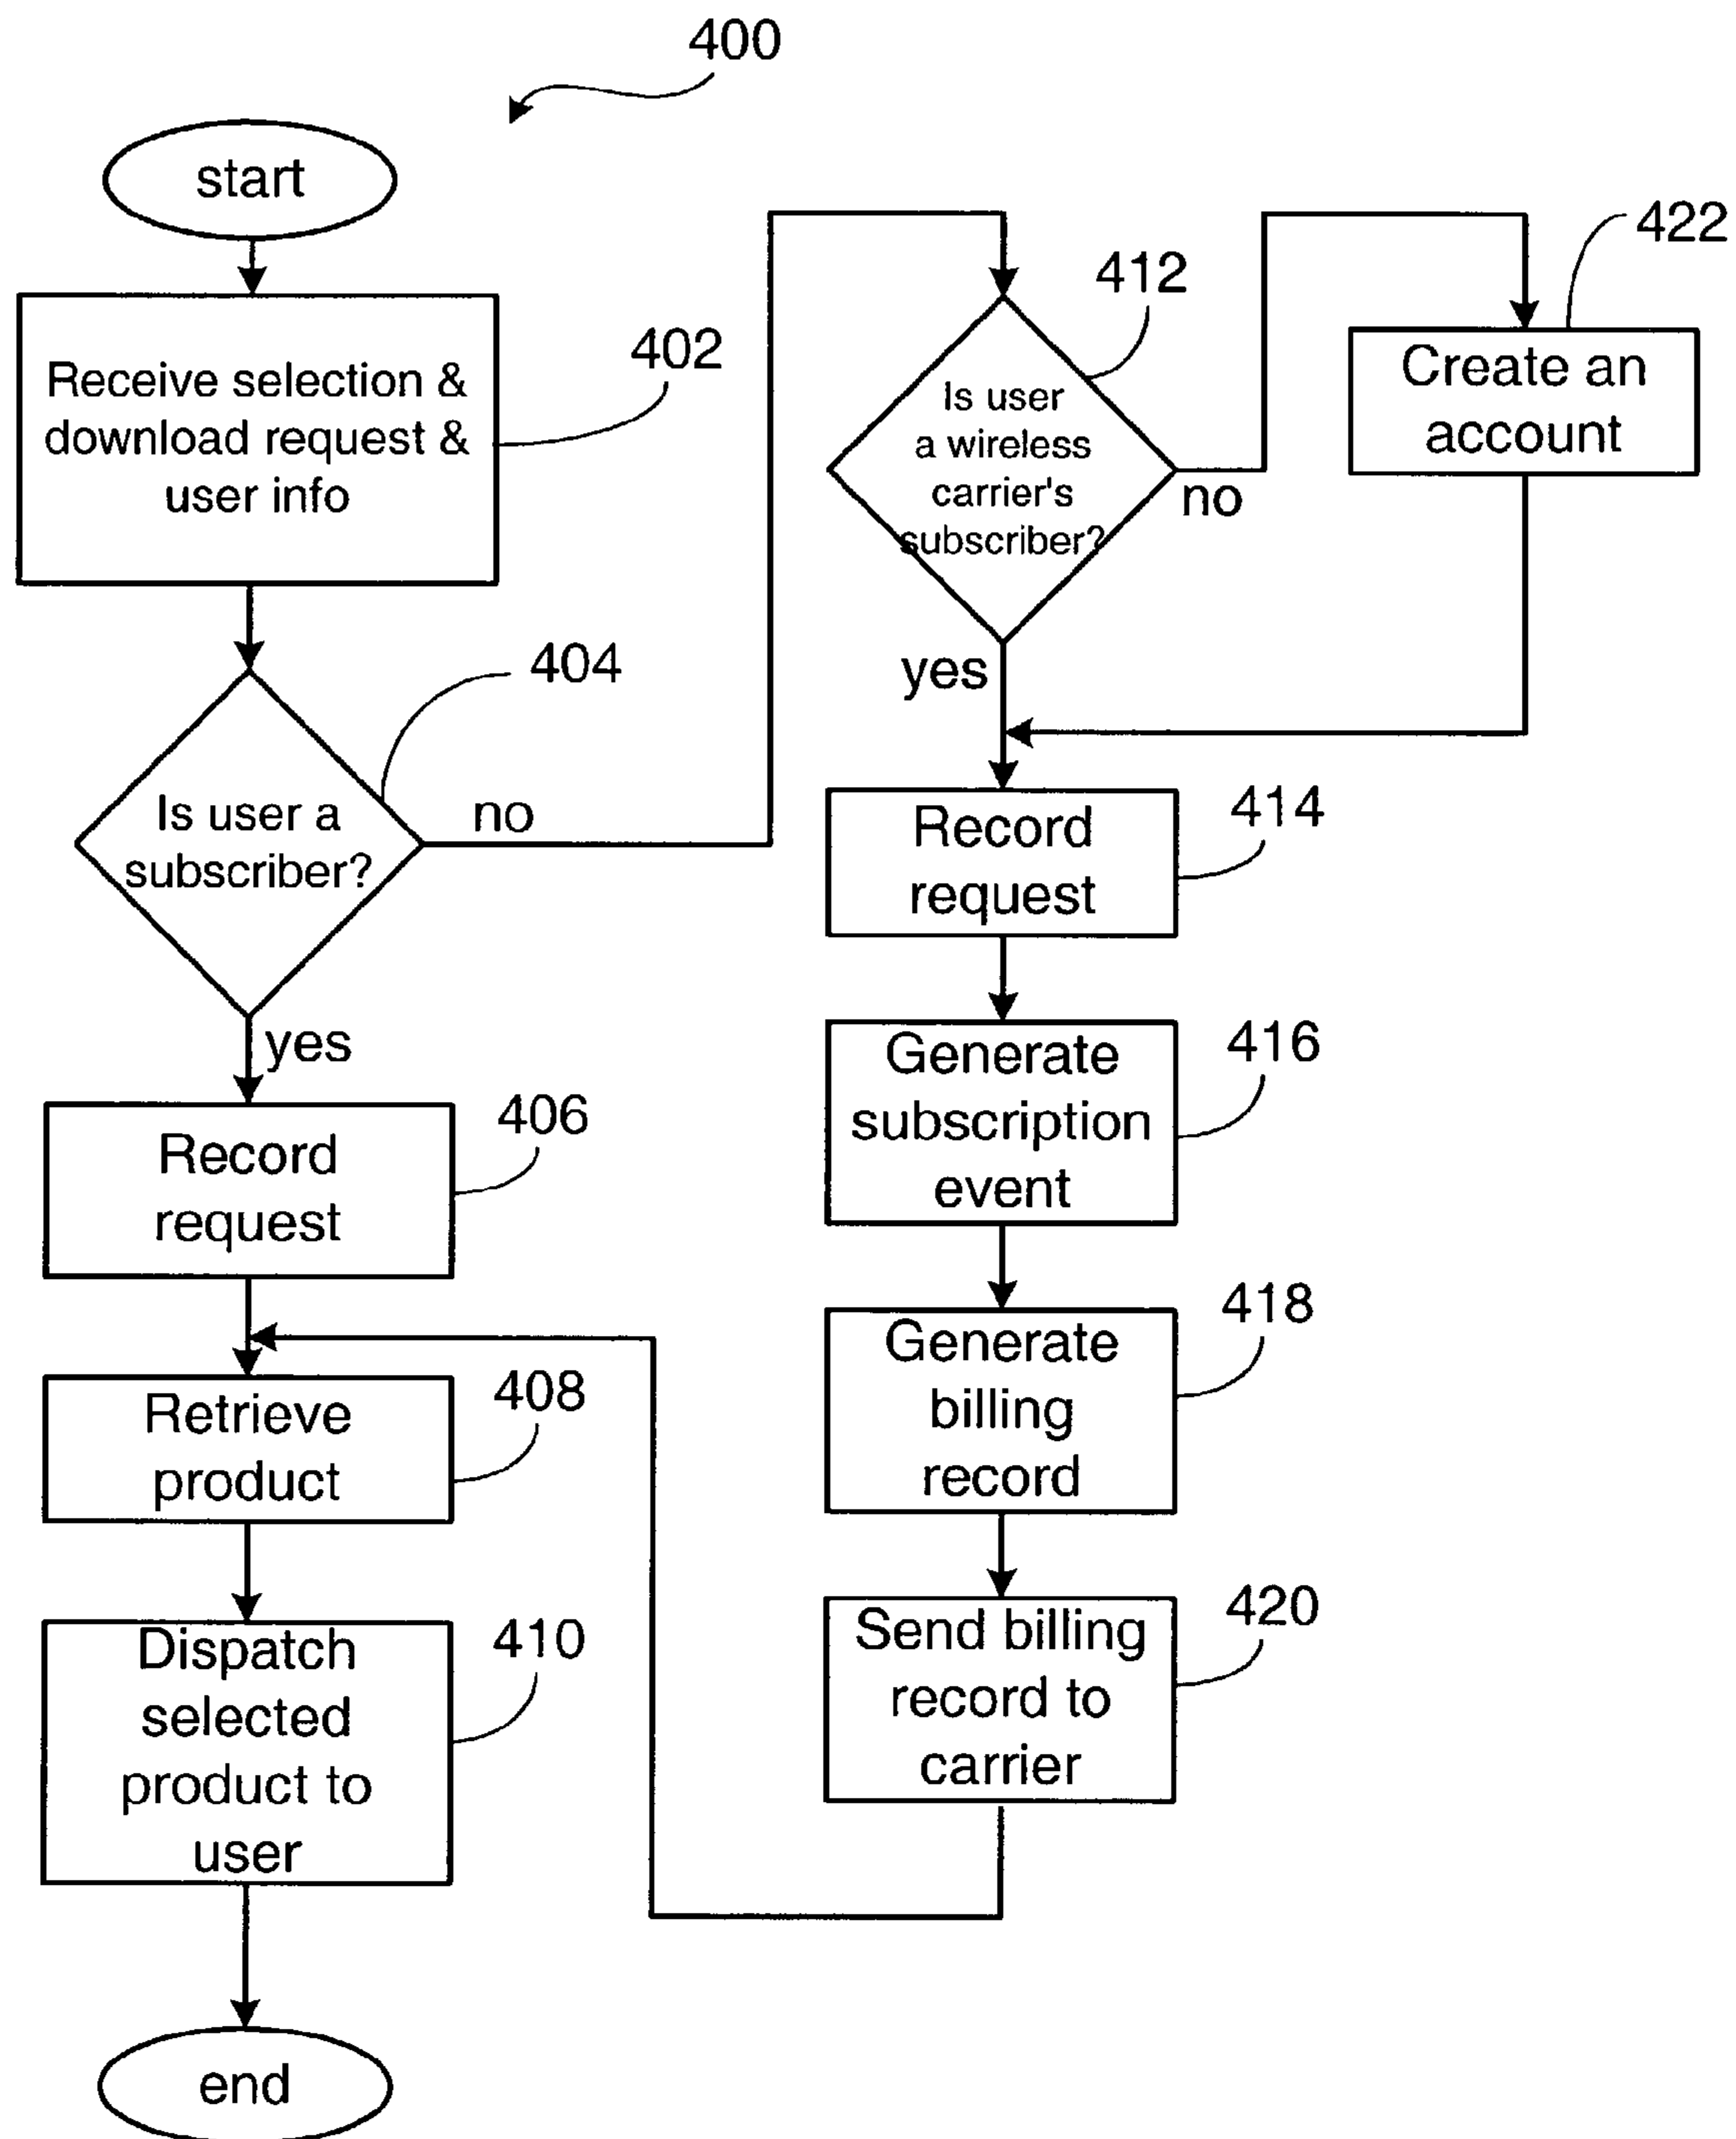 400
start
402
Receive selection &
download request &
user info
404
Is user a
subscriber?
no
yes
406
Record
request
408
Retrieve
product
410
Dispatch
selected
product to
user
end
412
Is user
a wireless
carrier's
subscriber?
no
yes
422
Create an
account
414
Record
request
416
Generate
subscription
event
418
Generate
billing
record
420
Send billing
record to
carrier